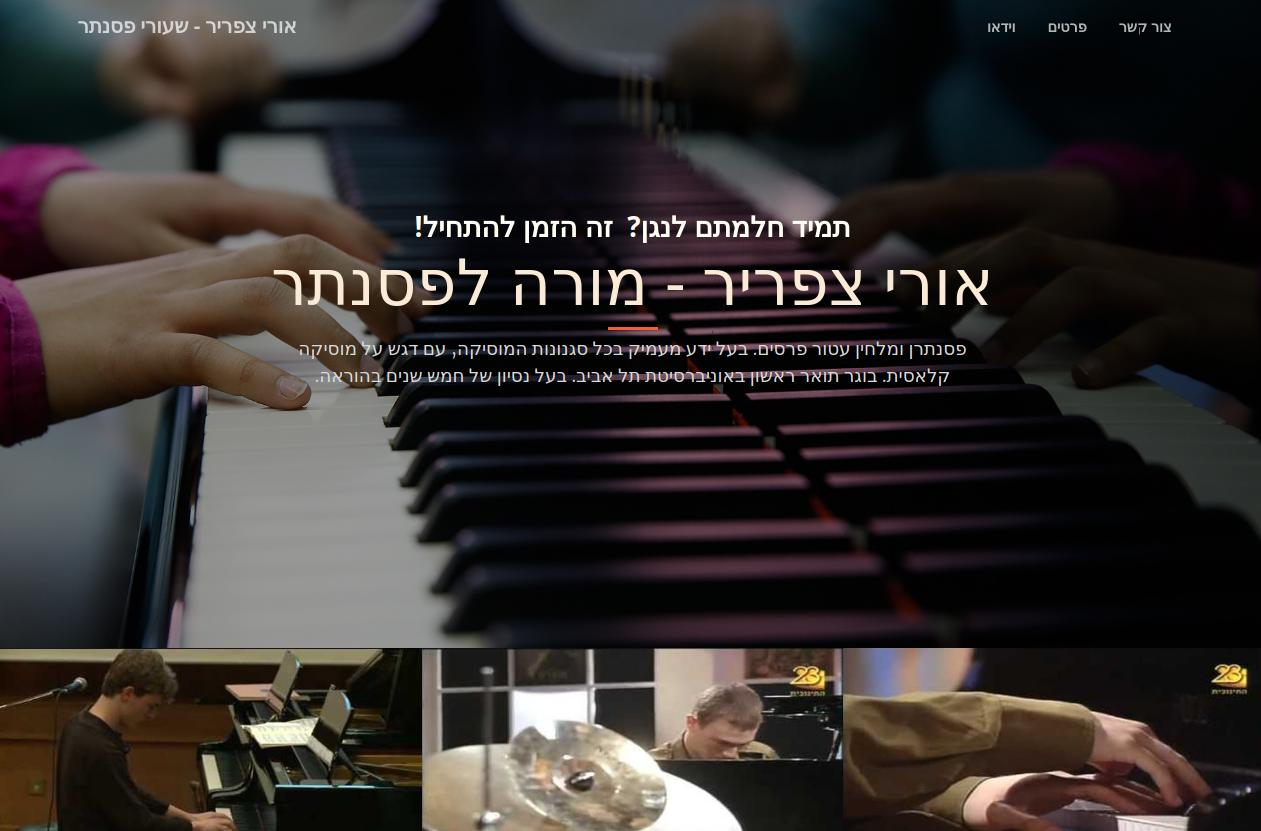 אורי צפריר - שעורי פסנתר
צור קשר
פרטים
וידאו
תמיד חלמתם לנגן? זה הזמן להתחיל!
אורי צפריר - מורה לפסנתר
פסנתרן ומלחין עטור פרסים. בעל ידע מעמיק בכל סגנונות המוסיקה, עם דגש על מוסיקה
קלאסית. בוגר תואר ראשון באוניברסיטת תל אביב. בעל נסיון של חמש שנים בהוראה.
23
החינוכית
23
החינוכית